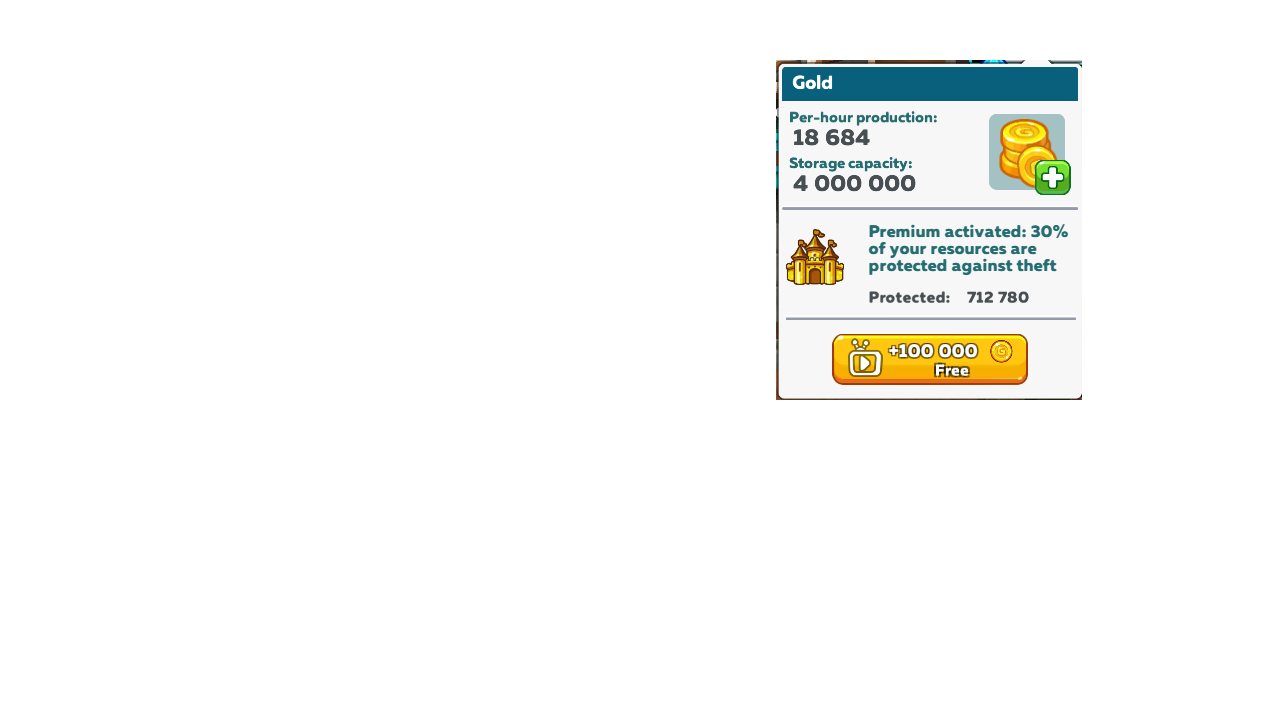 Gold
Per-hour production:
18 684
Storage capacity:
4 000 000
Premium activated: 30%
of your resources are
protected against theft
Protected: 712 780
+100 000
Free